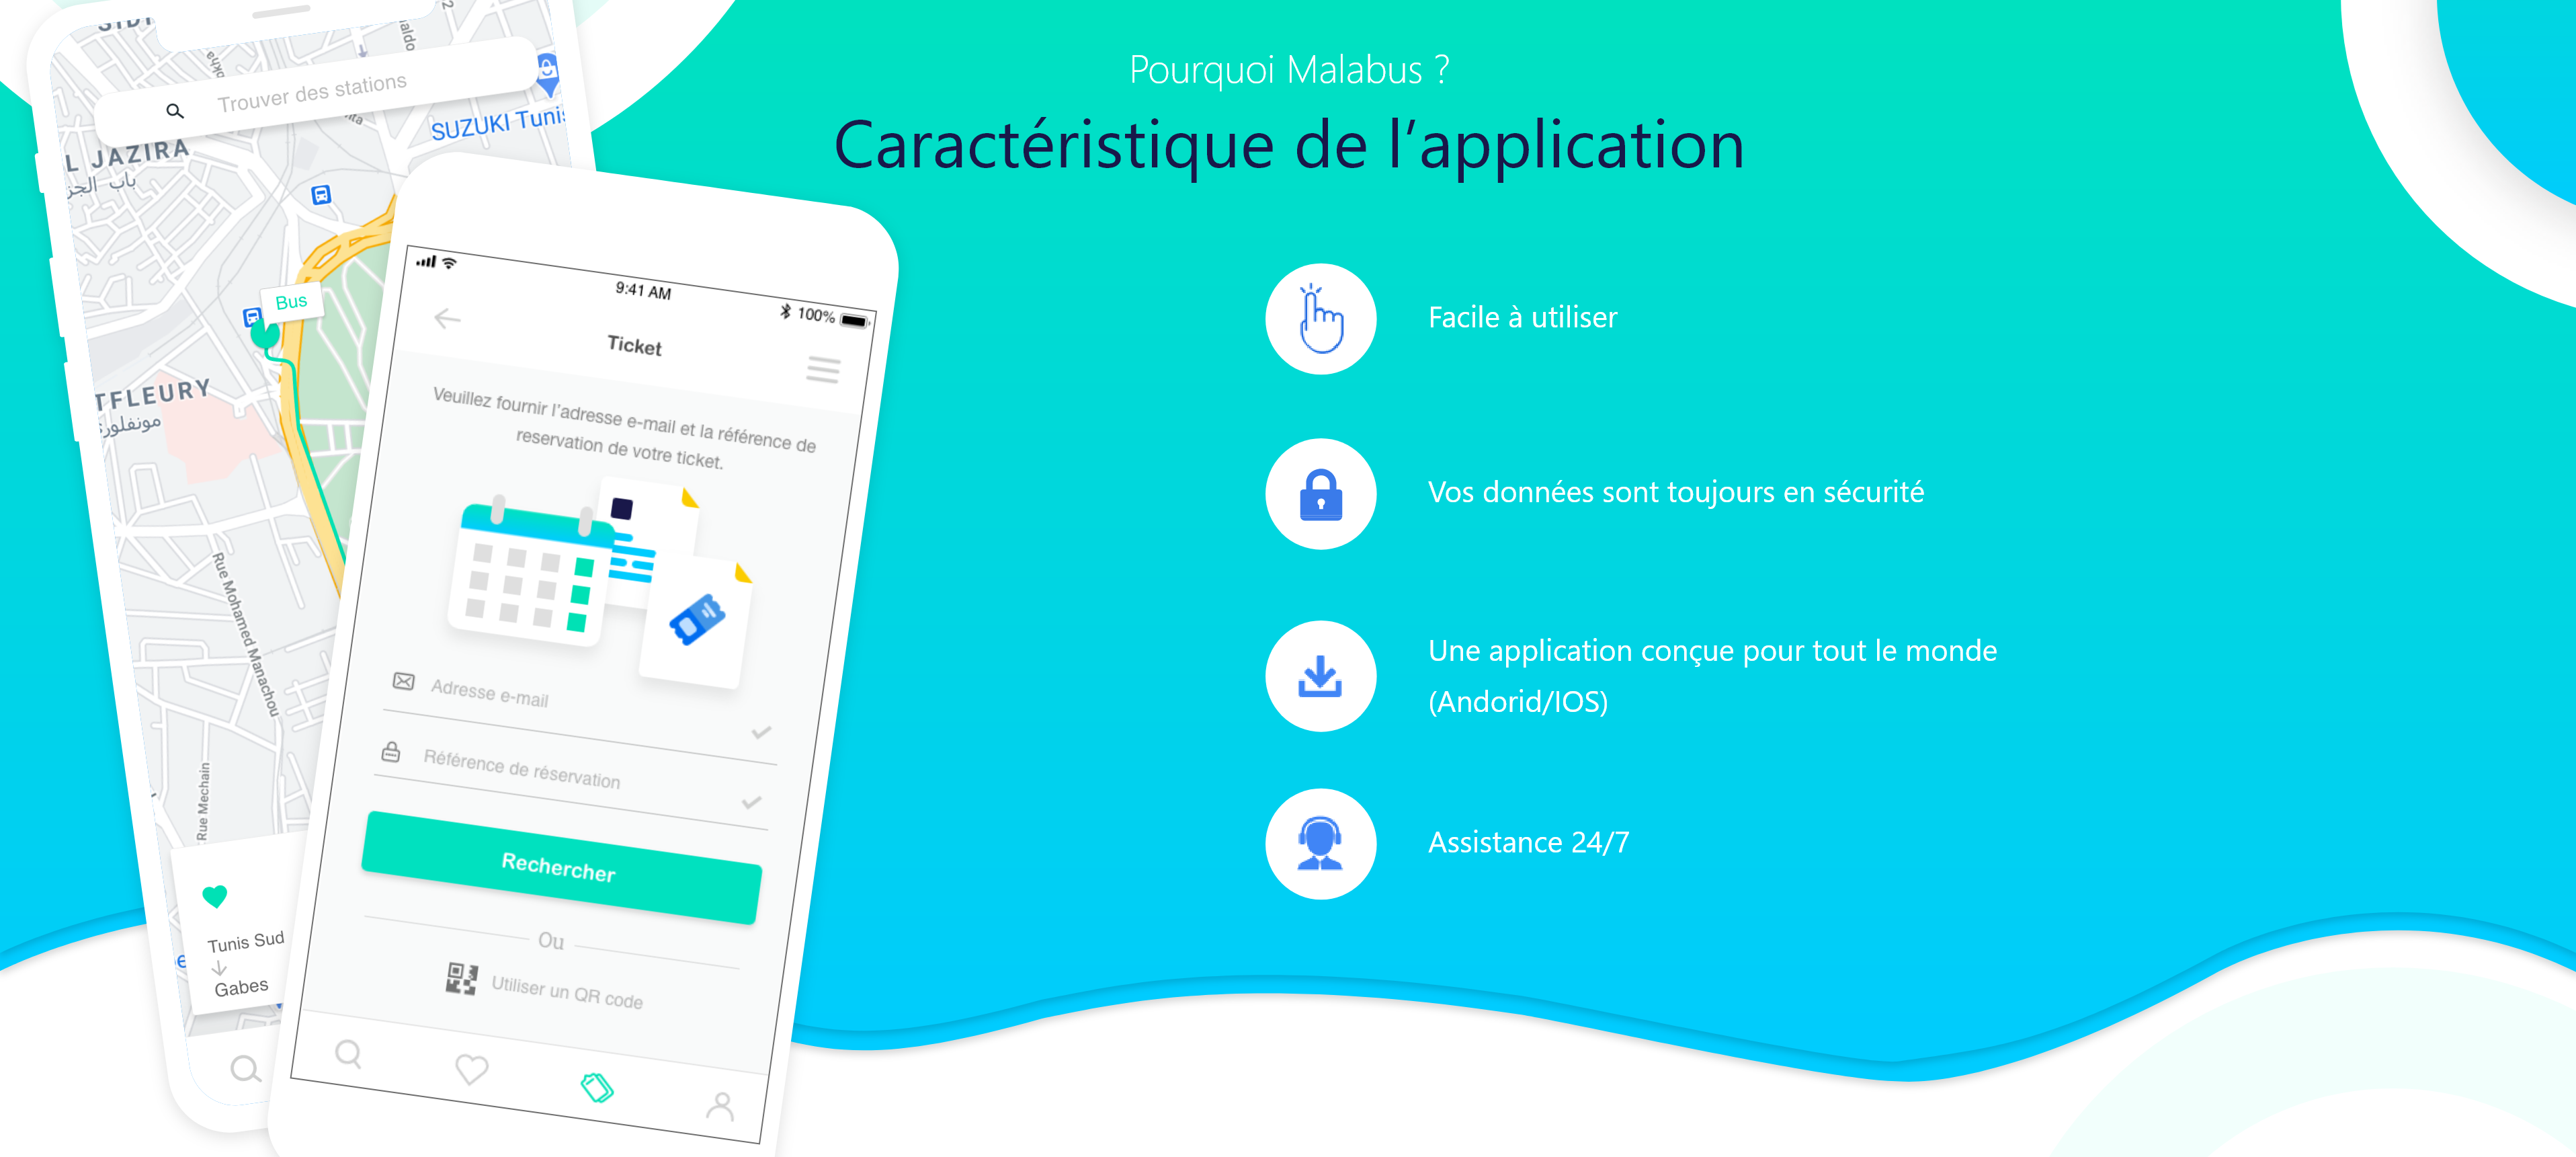 Pourquoi Malabus ?
Caractéristique de l’application
Facile à utiliser
Vos données sont toujours en sécurité
Une application conçue pour tout le monde
(Andorid/IOS)
Assistance 24/7
Trouver des stations
SUZUKI Tunis
L JAZIRA
باب الجز
Bus
TFLEURY
مونفلور
Rue Mohamed Manachou
Rue Mechain
Tunis Sud
Gabes
9:41 AM
100%
Ticket
Veuillez fournir l’adresse e-mail et la référence de
reservation de votre ticket.
Adresse e-mail
Référence de réservation
Rechercher
Ou
Utiliser un QR code